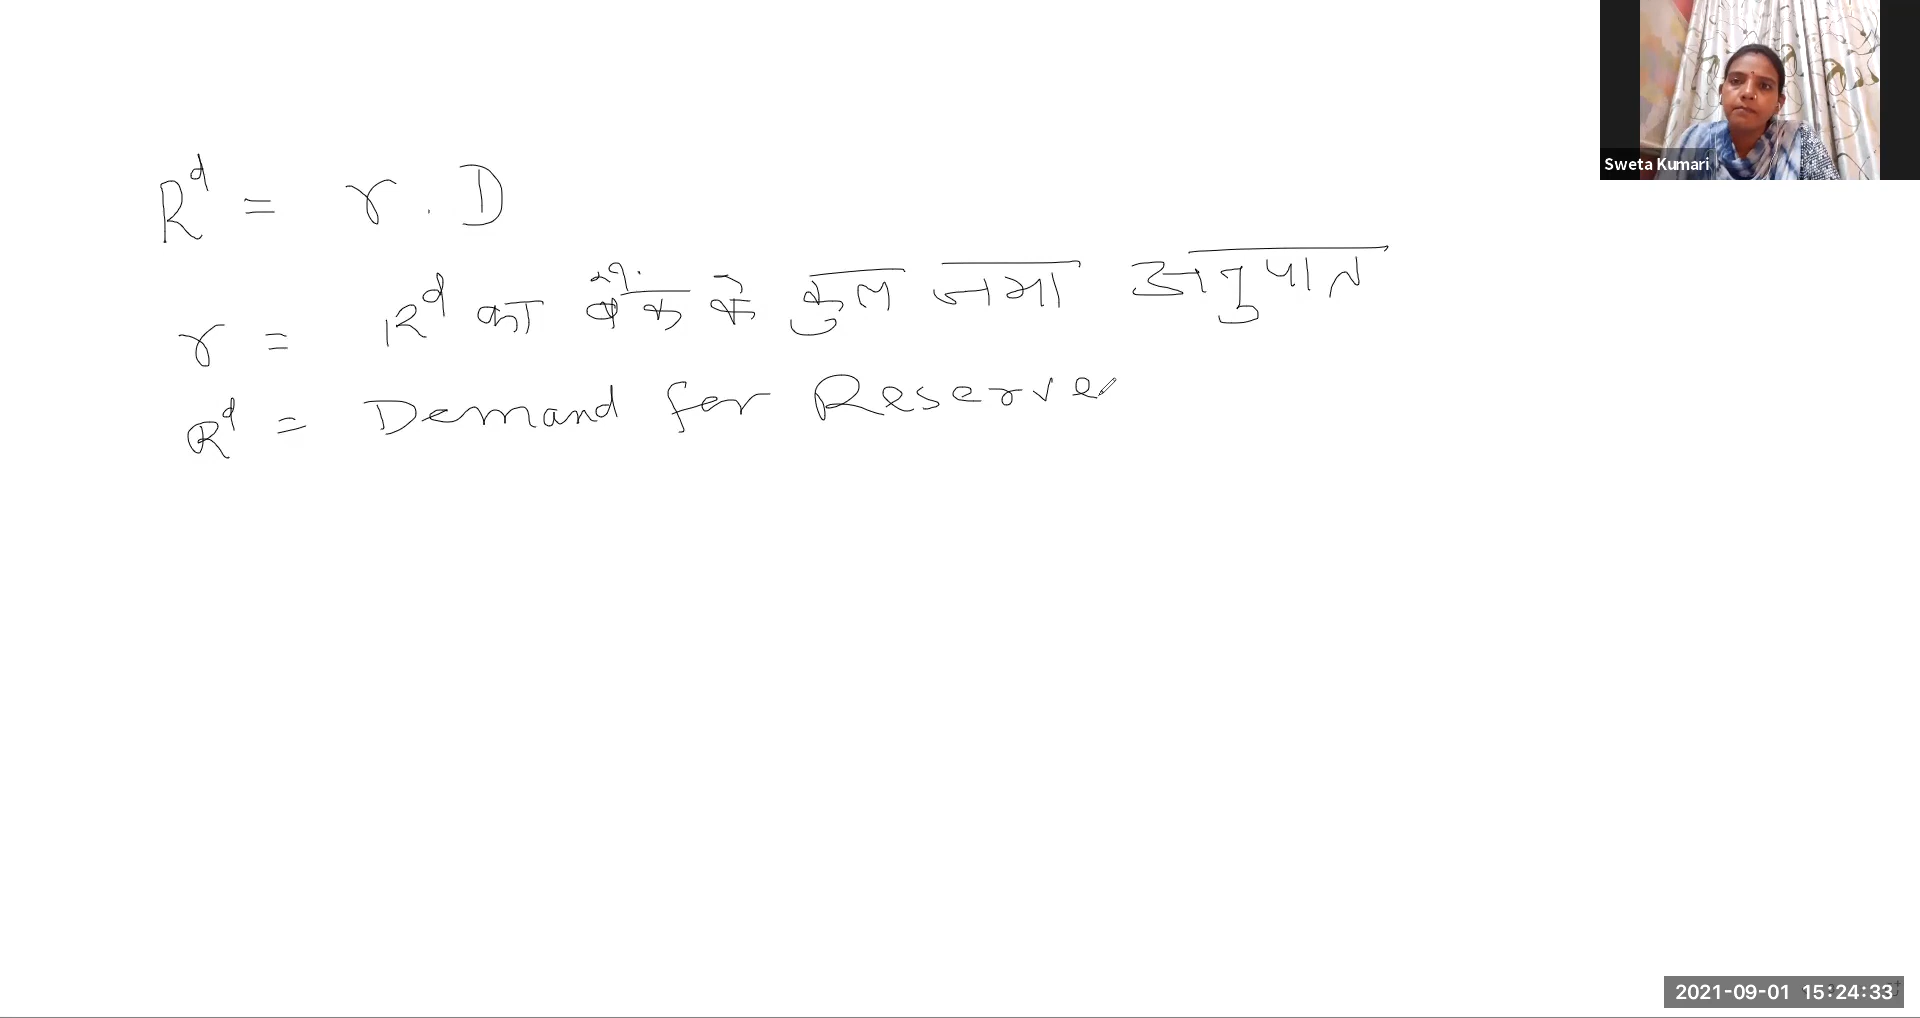 R^d = r . D
r = R^d का बैंक के कुल जमा अनुपात
R^d = Demand for Reserve
Sweta Kumari
2021-09-01 15:24:33